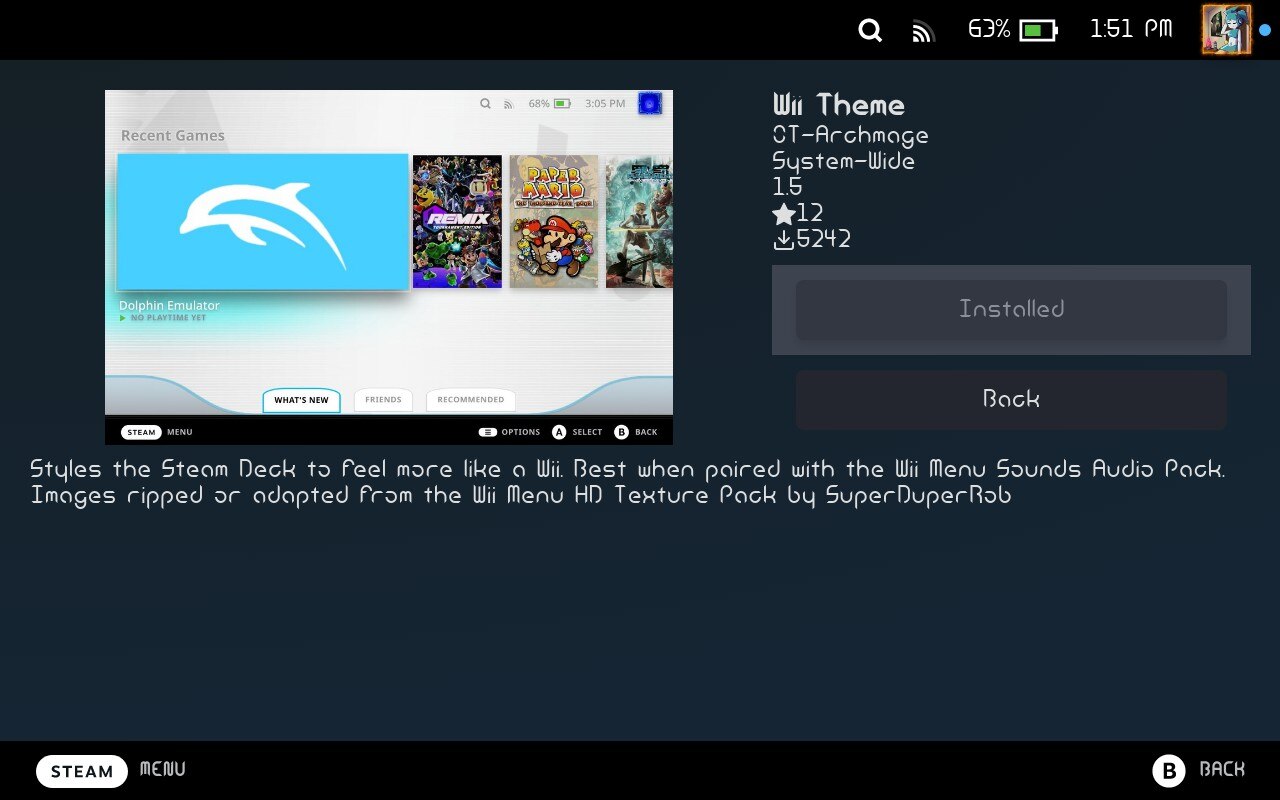 63%
1:51 PM
68%
3:05 PM
Recent Games
REMIX
TOURNAMENT EDITION
PAPER
MARIO
THE THOUSAND-YEAR DOOR
Dolphin Emulator
NO PLAYTIME YET
WHAT'S NEW
FRIENDS
RECOMMENDED
STEAM MENU
OPTIONS
A SELECT
B BACK
Wii Theme
OT-Archmage
System-Wide
1.5
12
5242
Installed
Back
Styles the Steam Deck to feel more like a Wii. Best when paired with the Wii Menu Sounds Audio Pack.
Images ripped or adapted from the Wii Menu HD Texture Pack by SuperDuperRob
STEAM MENU
B BACK